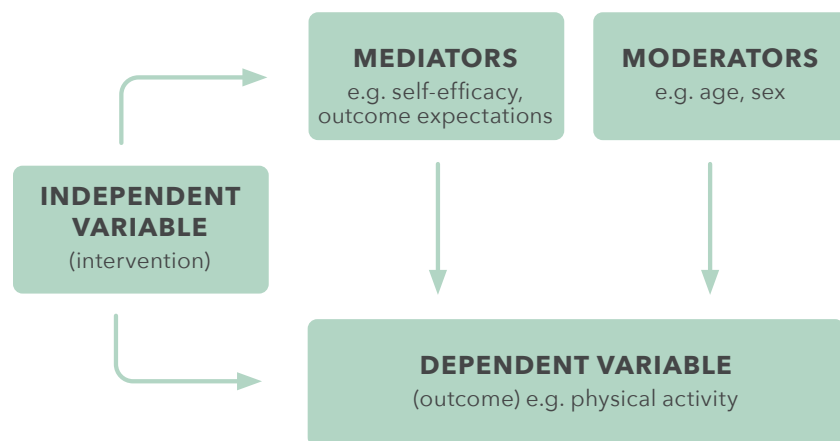 MEDIATORS
e.g. self-efficacy,
outcome expectations
MODERATORS
e.g. age, sex
INDEPENDENT
VARIABLE
(intervention)
DEPENDENT VARIABLE
(outcome) e.g. physical activity